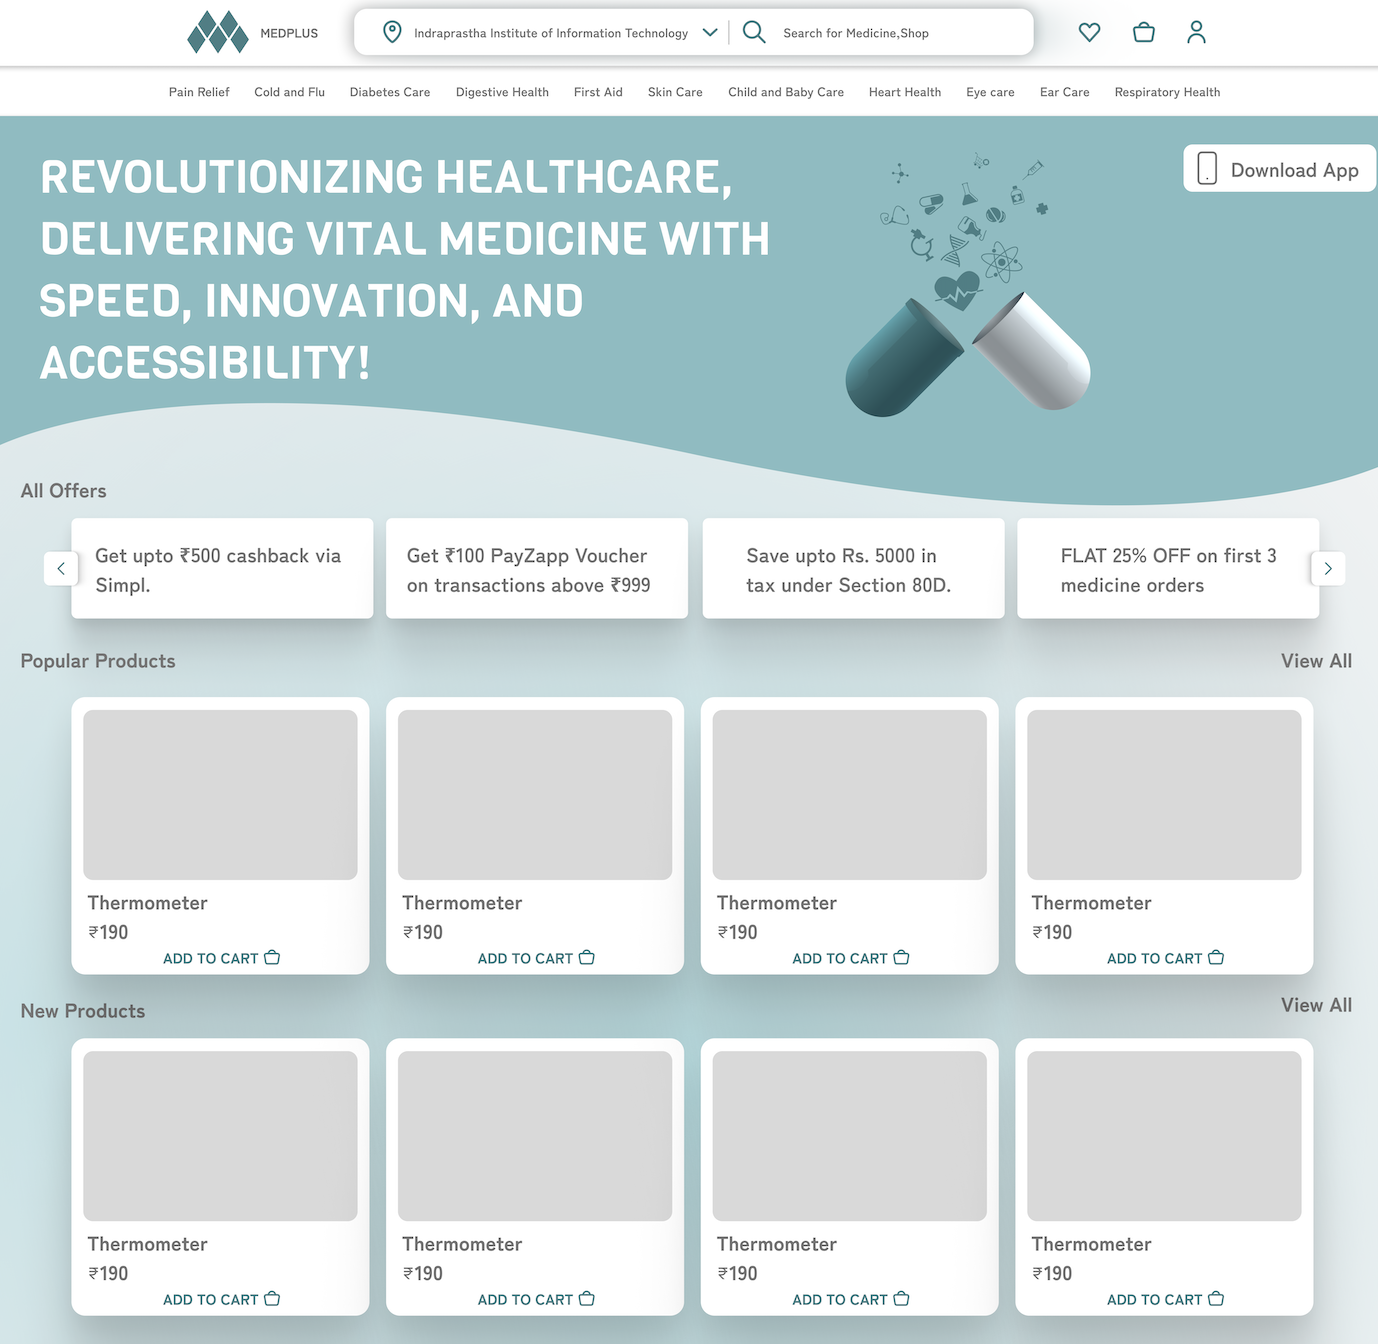 MEDPLUS
Indraprastha Institute of Information Technology
Search for Medicine,Shop
Pain Relief Cold and Flu Diabetes Care Digestive Health First Aid Skin Care Child and Baby Care Heart Health Eye care Ear Care Respiratory Health
REVOLUTIONIZING HEALTHCARE,
DELIVERING VITAL MEDICINE WITH
SPEED, INNOVATION, AND
ACCESSIBILITY!
Download App
All Offers
Get upto ₹500 cashback via
Simpl.
Get ₹100 PayZapp Voucher
on transactions above ₹999
Save upto Rs. 5000 in
tax under Section 80D.
FLAT 25% OFF on first 3
medicine orders
Popular Products
View All
Thermometer
₹190
ADD TO CART
Thermometer
₹190
ADD TO CART
Thermometer
₹190
ADD TO CART
Thermometer
₹190
ADD TO CART
New Products
View All
Thermometer
₹190
ADD TO CART
Thermometer
₹190
ADD TO CART
Thermometer
₹190
ADD TO CART
Thermometer
₹190
ADD TO CART